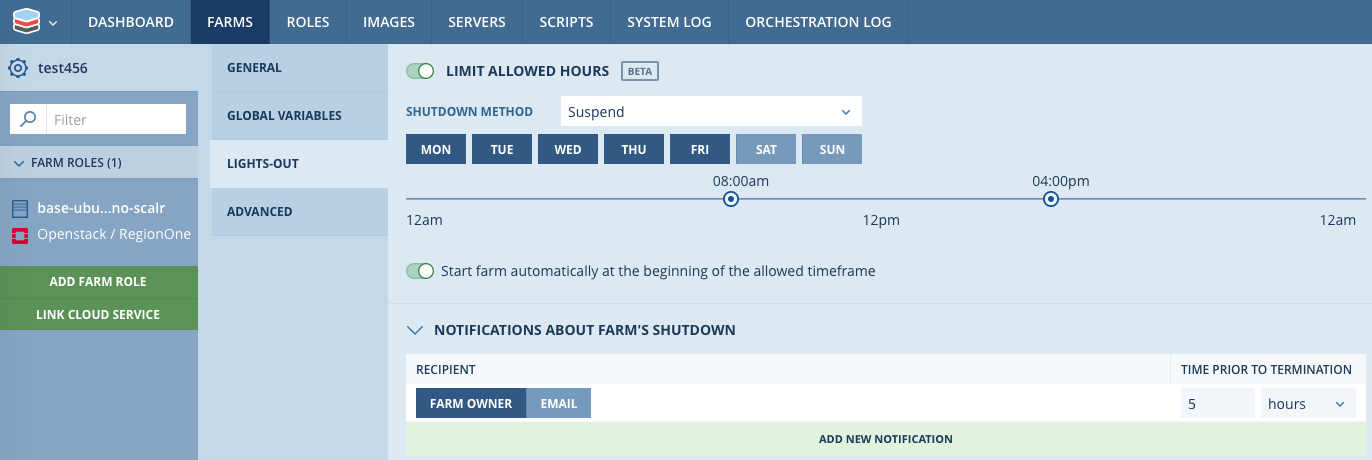 DASHBOARD FARMS ROLES IMAGES SERVERS SCRIPTS SYSTEM LOG ORCHESTRATION LOG
test456
Filter
FARM ROLES (1)
base-ubu...no-scalr
Openstack / RegionOne
ADD FARM ROLE
LINK CLOUD SERVICE
GENERAL
GLOBAL VARIABLES
LIGHTS-OUT
ADVANCED
LIMIT ALLOWED HOURS BETA
SHUTDOWN METHOD Suspend
MON TUE WED THU FRI SAT SUN
08:00am 04:00pm
12am 12pm 12am
Start farm automatically at the beginning of the allowed timeframe
NOTIFICATIONS ABOUT FARM'S SHUTDOWN
RECIPIENT TIME PRIOR TO TERMINATION
FARM OWNER EMAIL 5 hours
ADD NEW NOTIFICATION